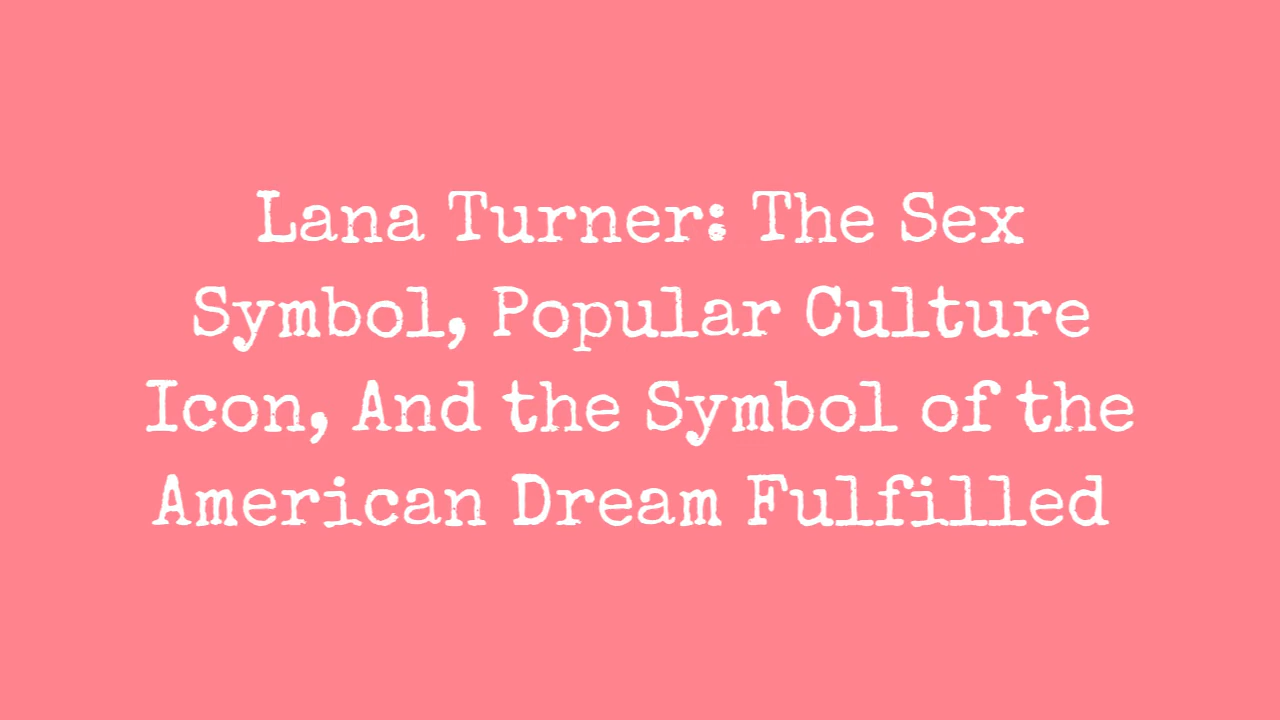 Lana Turner: The Sex
Symbol, Popular Culture
Icon, And the Symbol of the
American Dream Fulfilled